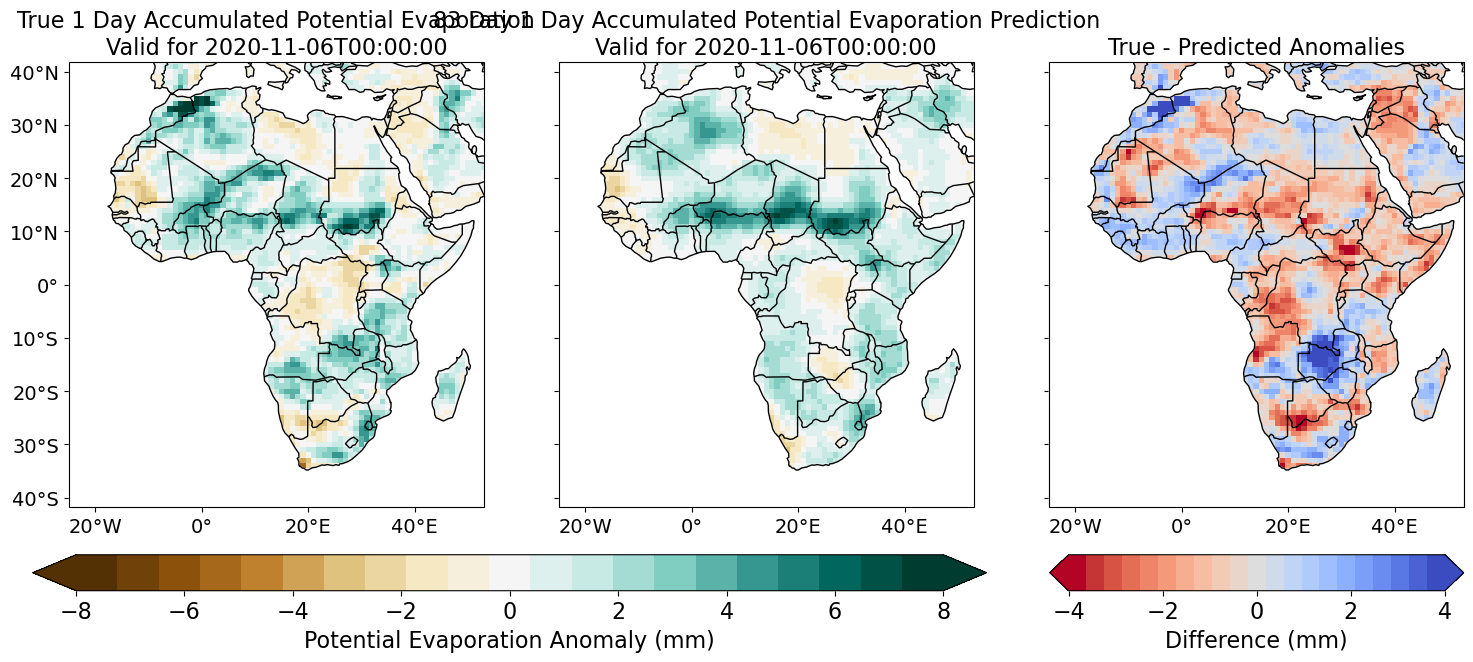 True 1 Day Accumulated Potential Evaporation
Valid for 2020-11-06T00:00:00
83 Day 1 Day Accumulated Potential Evaporation Prediction
Valid for 2020-11-06T00:00:00
True - Predicted Anomalies
40°N
30°N
20°N
10°N
0°
10°S
20°S
30°S
40°S
20°W 0° 20°E 40°E
20°W 0° 20°E 40°E
20°W 0° 20°E 40°E
−8 −6 −4 −2 0 2 4 6 8
Potential Evaporation Anomaly (mm)
−4 −2 0 2 4
Difference (mm)